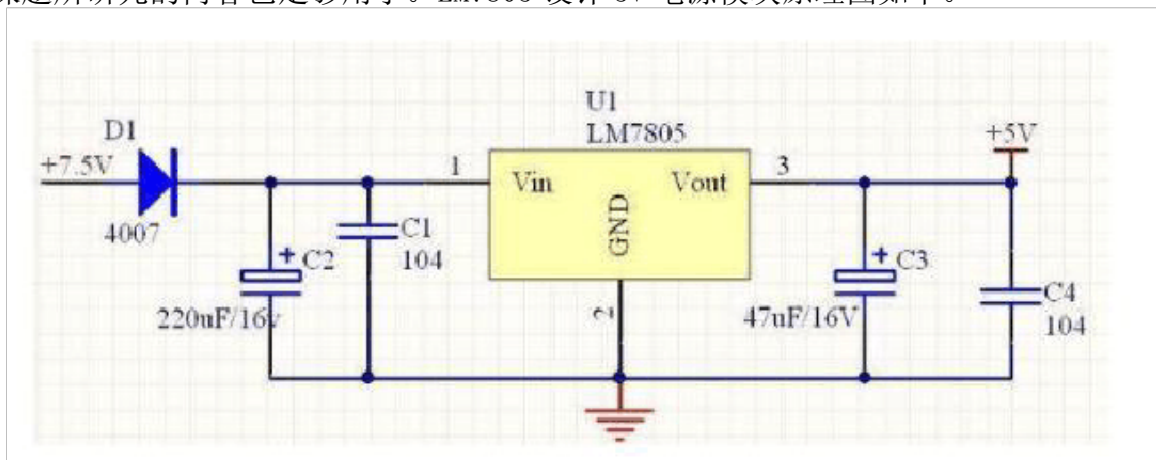 LM7805
U1
LM7805
D1
+7.5V
4007
1
Vin
Vout
3
+5V
GND
2
C1
104
+
C2
220uF/16v
+
C3
47uF/16V
C4
104